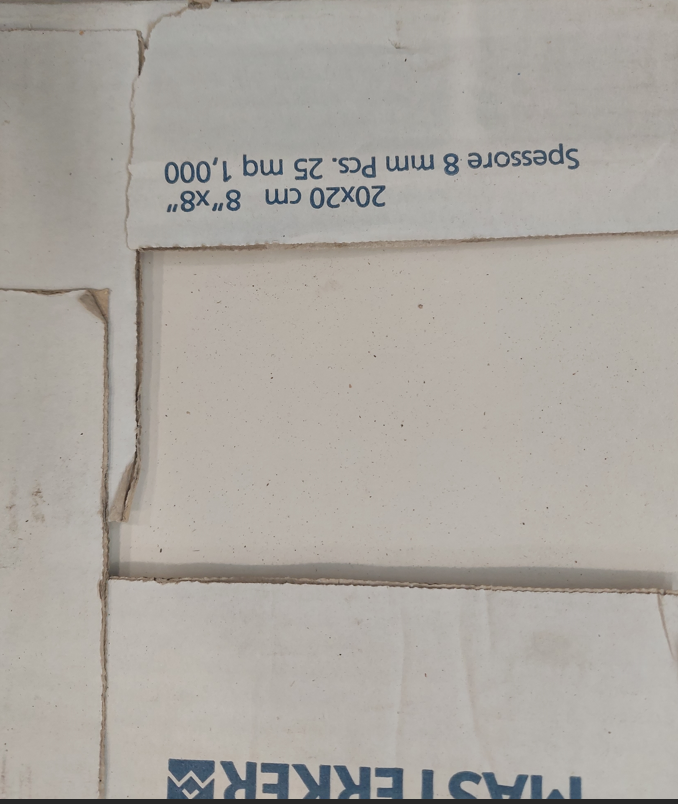 MASTERKER
20x20 cm 8"x8"
Spessore 8 mm Pcs. 25 mq 1,000